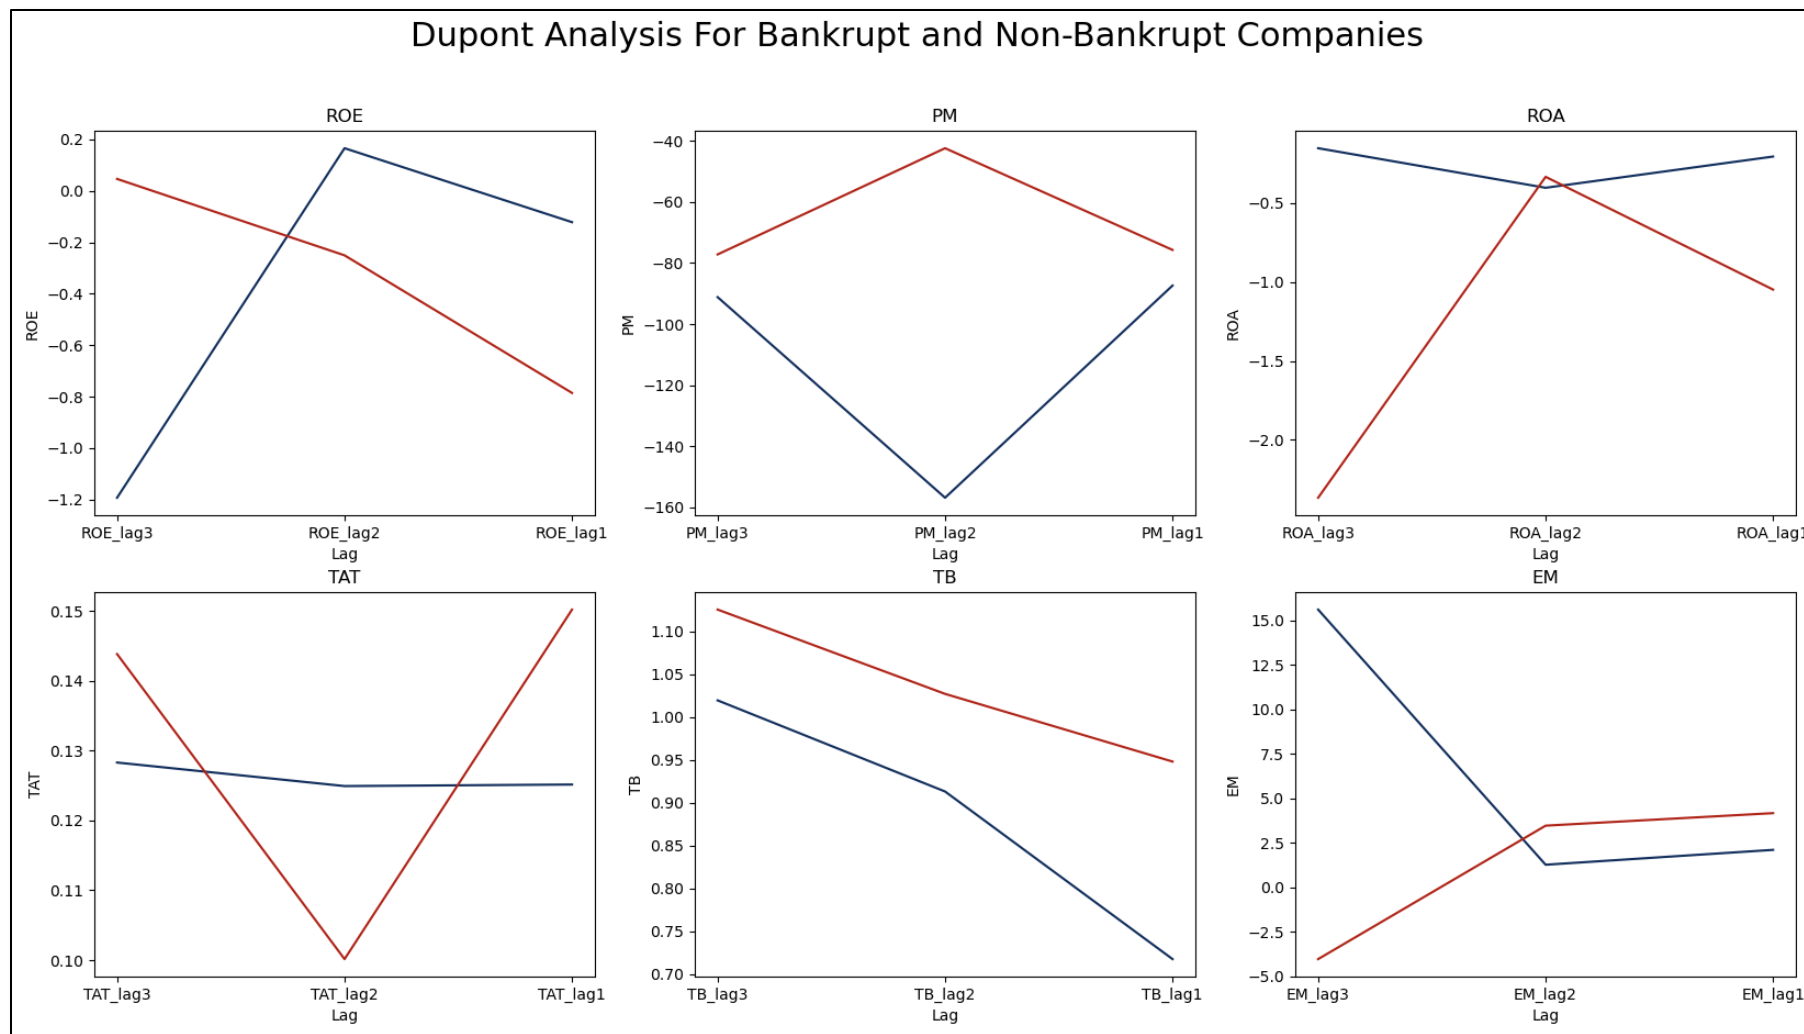 Dupont Analysis For Bankrupt and Non-Bankrupt Companies
ROE
0.2
0.0
−0.2
−0.4
−0.6
−0.8
−1.0
−1.2
ROE
ROE_lag3 ROE_lag2 ROE_lag1
Lag
PM
−40
−60
−80
−100
−120
−140
−160
PM
PM_lag3 PM_lag2 PM_lag1
Lag
ROA
−0.5
−1.0
−1.5
−2.0
ROA
ROA_lag3 ROA_lag2 ROA_lag1
Lag
TAT
0.15
0.14
0.13
0.12
0.11
0.10
TAT
TAT_lag3 TAT_lag2 TAT_lag1
Lag
TB
1.10
1.05
1.00
0.95
0.90
0.85
0.80
0.75
0.70
TB
TB_lag3 TB_lag2 TB_lag1
Lag
EM
15.0
12.5
10.0
7.5
5.0
2.5
0.0
−2.5
−5.0
EM
EM_lag3 EM_lag2 EM_lag1
Lag